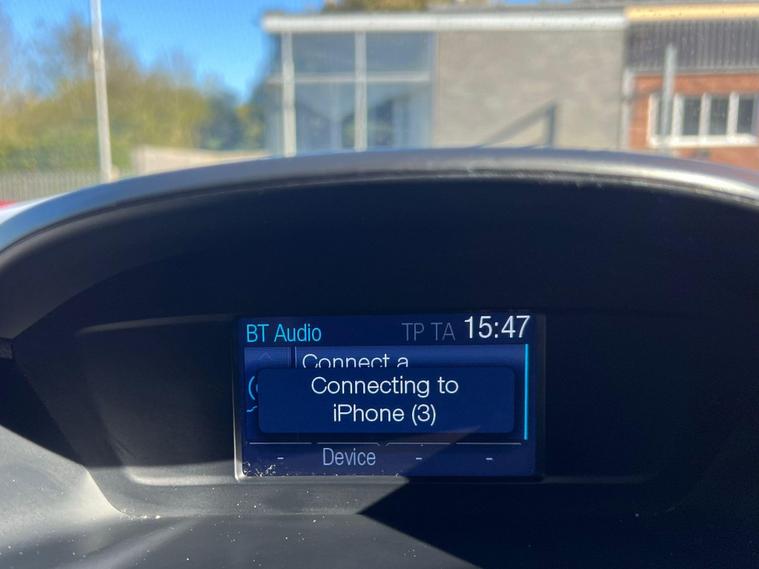 BT Audio TP TA 15:47
Connect a
Connecting to
iPhone (3)
- Device - -